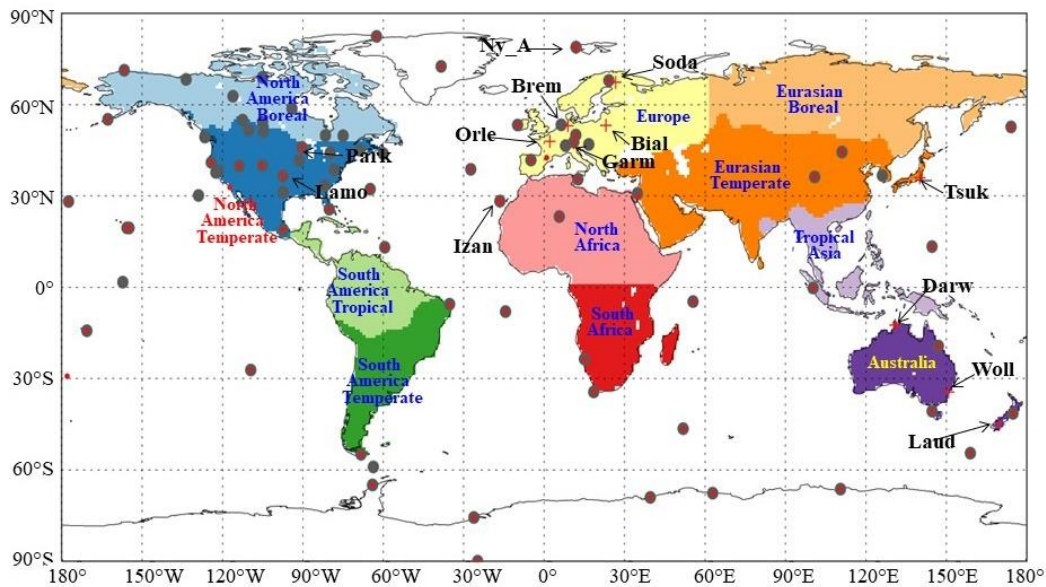 90°N
Ny_A
Soda
North
America
Boreal
Brem
Europe
Eurasian
Boreal
60°N
Orle
Bial
Park
Garm
Eurasian
Temperate
Tsuk
Lamo
30°N
North
America
Temperate
Izan
North
Africa
Tropical
Asia
South
America
Tropical
Darw
0°
South
Africa
Australia
Woll
30°S
South
America
Temperate
Laud
60°S
90°S
180° 150°W 120°W 90°W 60°W 30°W 0° 30°E 60°E 90°E 120°E 150°E 180°